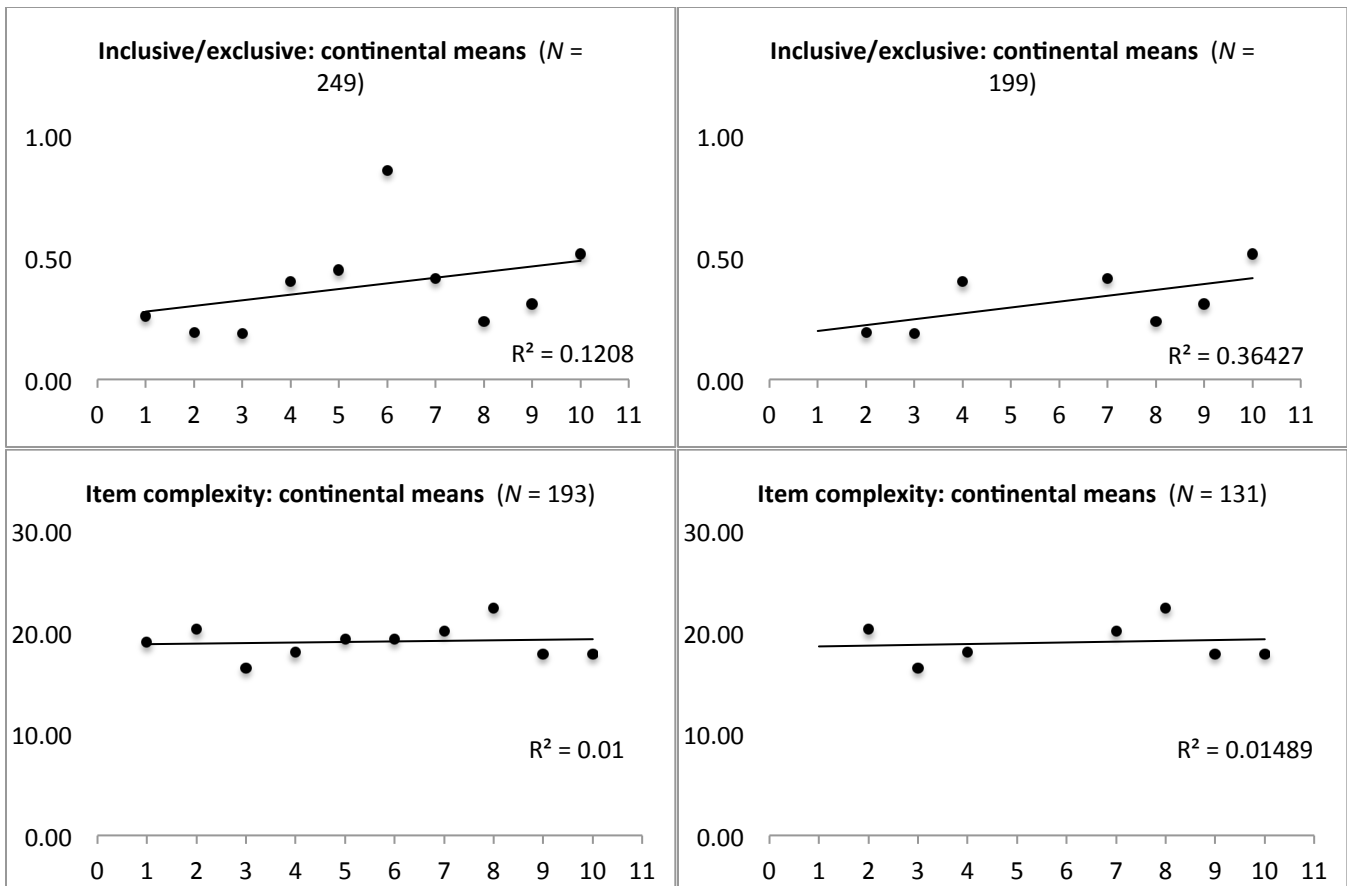 Inclusive/exclusive: continental means (N =
249)
1.00
0.50
0.00
R² = 0.1208
0 1 2 3 4 5 6 7 8 9 10 11
Inclusive/exclusive: continental means (N =
199)
1.00
0.50
0.00
R² = 0.36427
0 1 2 3 4 5 6 7 8 9 10 11
Item complexity: continental means (N = 193)
30.00
20.00
10.00
0.00
R² = 0.01
0 1 2 3 4 5 6 7 8 9 10 11
Item complexity: continental means (N = 131)
30.00
20.00
10.00
0.00
R² = 0.01489
0 1 2 3 4 5 6 7 8 9 10 11